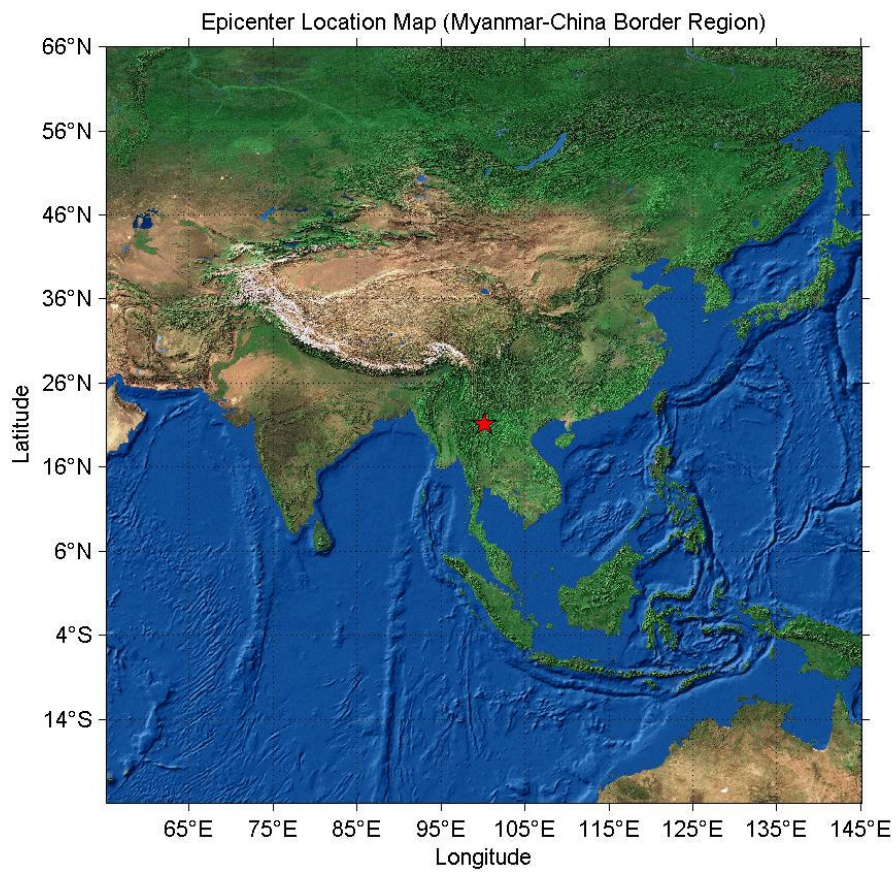 Epicenter Location Map (Myanmar-China Border Region)
66°N
56°N
46°N
36°N
26°N
16°N
6°N
4°S
14°S
Latitude
65°E 75°E 85°E 95°E 105°E 115°E 125°E 135°E 145°E
Longitude